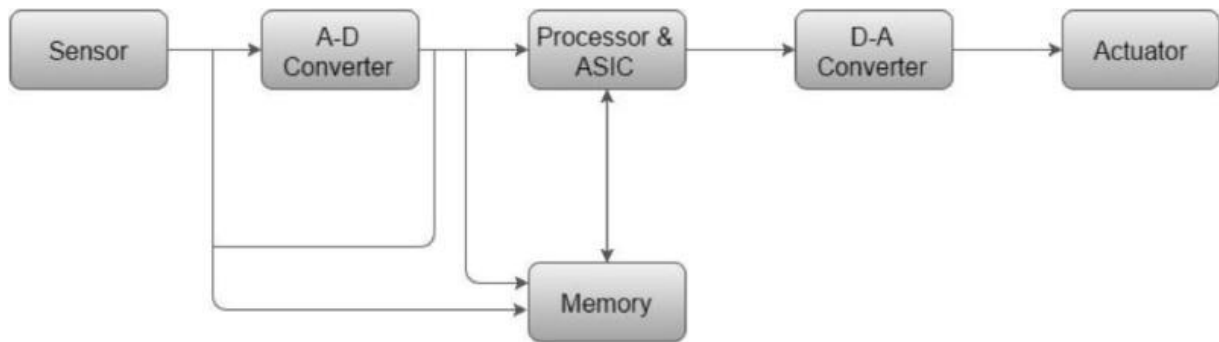 Sensor
A-D
Converter
Processor &
ASIC
D-A
Converter
Actuator
Memory